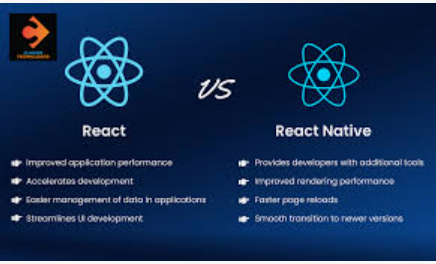 VS
React
Improved application performance
Accelerates development
Easier management of data in applications
Streamlines UI development
React Native
Provides developers with additional tools
Improved rendering performance
Faster page reloads
Smooth transition to newer versions